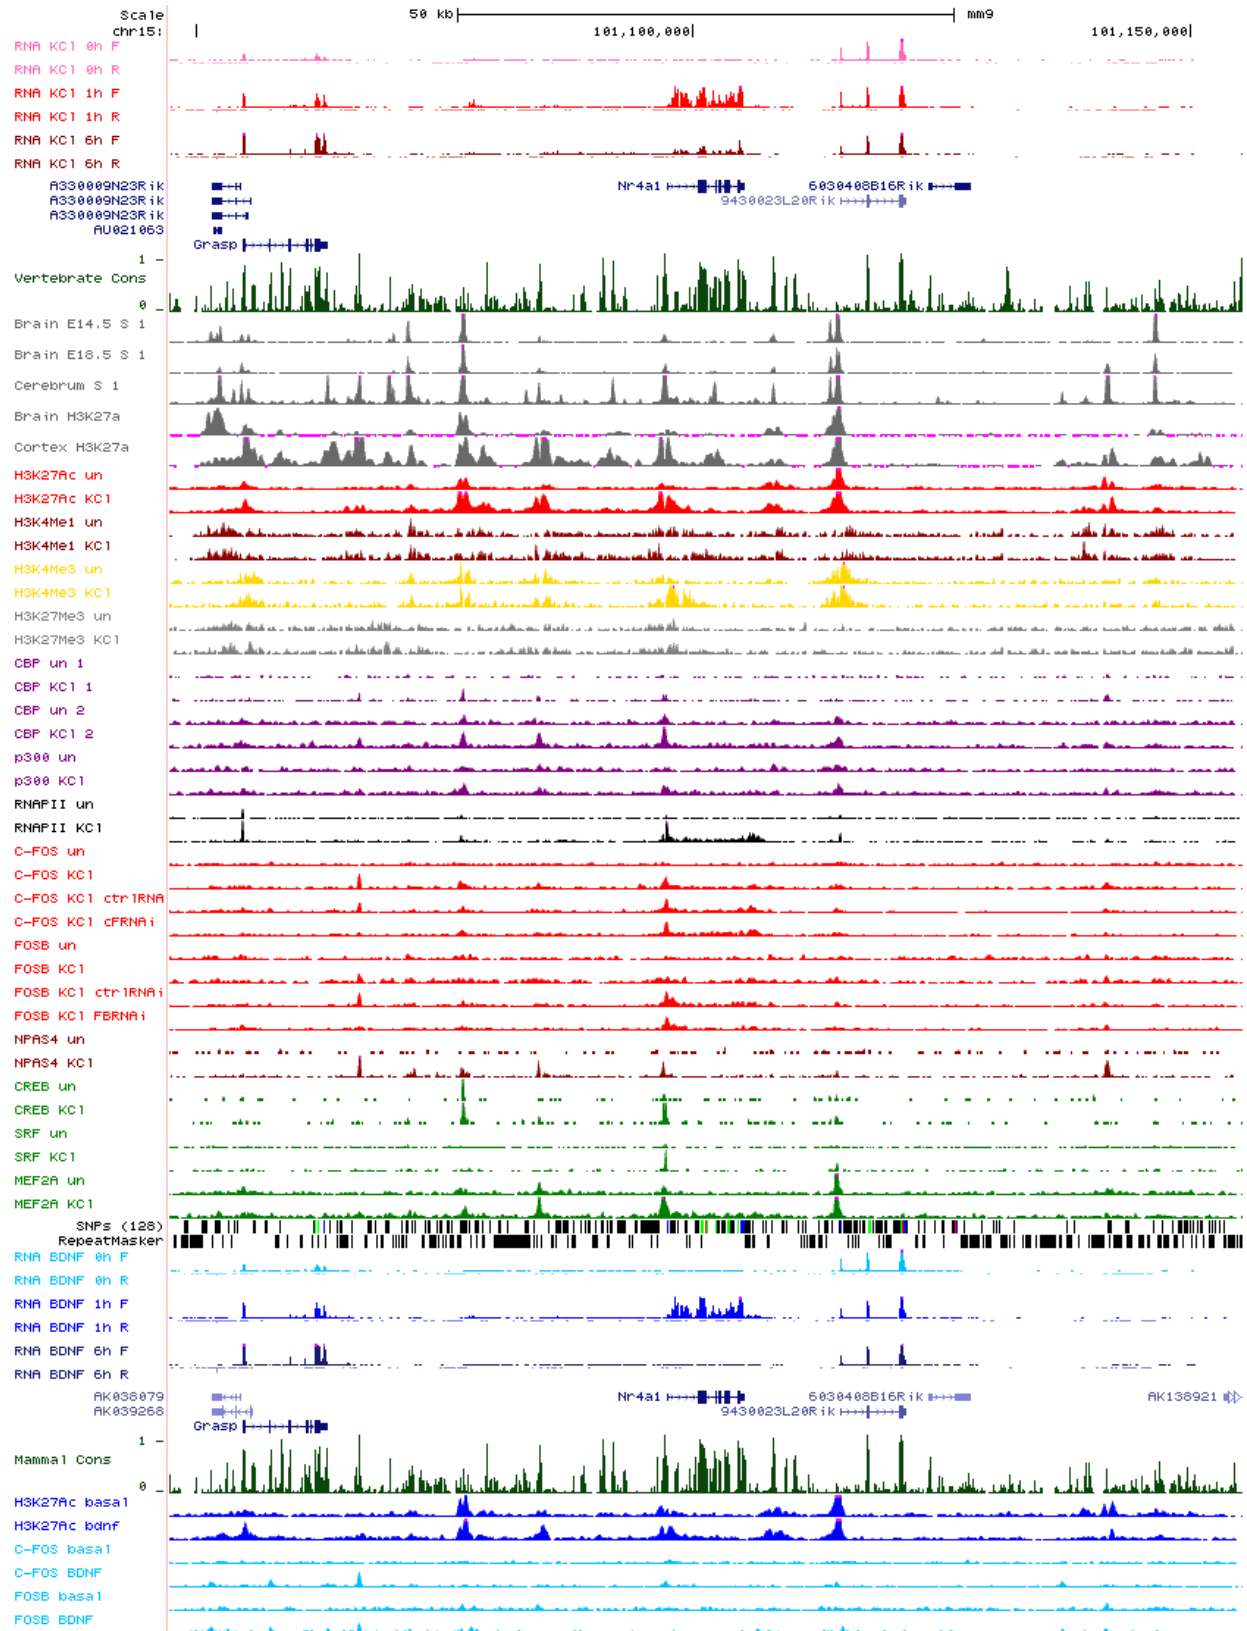 Scale 50 kb mm9
chr15: 101,100,000 101,150,000
RNA KCl 0h F
RNA KCl 0h R
RNA KCl 1h F
RNA KCl 1h R
RNA KCl 6h F
RNA KCl 6h R
A330009N23Rik Nr4a1 6030408B16Rik
A330009N23Rik 9430023L20Rik
A330009N23Rik
AU021063
Grasp
1
Vertebrate Cons
0
Brain E14.5 S 1
Brain E18.5 S 1
Cerebrum S 1
Brain H3K27a
Cortex H3K27a
H3K27Ac un
H3K27Ac KCl
H3K4Me1 un
H3K4Me1 KCl
H3K4Me3 un
H3K4Me3 KCl
H3K27Me3 un
H3K27Me3 KCl
CBP un 1
CBP KCl 1
CBP un 2
CBP KCl 2
p300 un
p300 KCl
RNAPII un
RNAPII KCl
C-FOS un
C-FOS KCl
C-FOS KCl ctrlRNA
C-FOS KCl cFRNAi
FOSB un
FOSB KCl
FOSB KCl ctrlRNAi
FOSB KCl FBRNAi
NPAS4 un
NPAS4 KCl
CREB un
CREB KCl
SRF un
SRF KCl
MEF2A un
MEF2A KCl
SNPs (128)
RepeatMasker
RNA BDNF 0h F
RNA BDNF 0h R
RNA BDNF 1h F
RNA BDNF 1h R
RNA BDNF 6h F
RNA BDNF 6h R
AK038079 Nr4a1 6030408B16Rik AK138921
AK039268 9430023L20Rik
Grasp
1
Mammal Cons
0
H3K27Ac basal
H3K27Ac bdnf
C-FOS basal
C-FOS BDNF
FOSB basal
FOSB BDNF